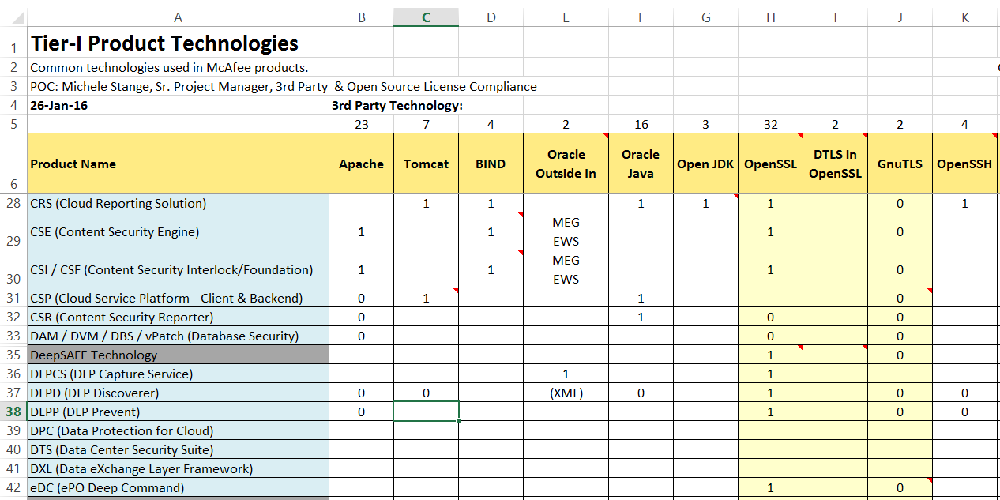 A B C D E F G H I J K
1 Tier-I Product Technologies
2 Common technologies used in McAfee products.
3 POC: Michele Stange, Sr. Project Manager, 3rd Party & Open Source License Compliance
4 26-Jan-16 3rd Party Technology:
5 23 7 4 2 16 3 32 2 2 4
6 Product Name Apache Tomcat BIND Oracle Outside In Oracle Java Open JDK OpenSSL DTLS in OpenSSL GnuTLS OpenSSH
28 CRS (Cloud Reporting Solution) 1 1 1 1 1 0 1
29 CSE (Content Security Engine) 1 1 MEG EWS 1 0
30 CSI / CSF (Content Security Interlock/Foundation) 1 1 MEG EWS 1 0
31 CSP (Cloud Service Platform - Client & Backend) 0 1 1 0
32 CSR (Content Security Reporter) 0 1 0 0
33 DAM / DVM / DBS / vPatch (Database Security) 0 0 0
35 DeepSAFE Technology 1 0
36 DLPCS (DLP Capture Service) 1 1
37 DLPD (DLP Discoverer) 0 0 (XML) 0 1 0 0
38 DLPP (DLP Prevent) 0 1 0 0
39 DPC (Data Protection for Cloud)
40 DTS (Data Center Security Suite)
41 DXL (Data eXchange Layer Framework)
42 eDC (ePO Deep Command) 1 0